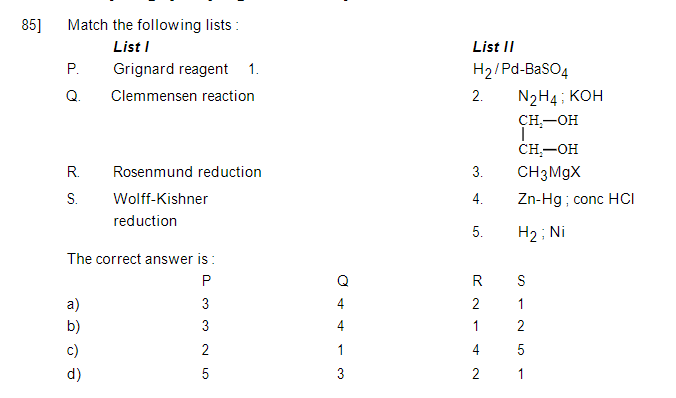 85] Match the following lists :
List I List II
P. Grignard reagent 1. H2 / Pd-BaSO4
Q. Clemmensen reaction 2. N2H4 ; KOH
CH2—OH
|
CH2—OH
R. Rosenmund reduction 3. CH3MgX
S. Wolff-Kishner 4. Zn-Hg ; conc HCl
reduction
5. H2 ; Ni
The correct answer is :
P Q R S
a) 3 4 2 1
b) 3 4 1 2
c) 2 1 4 5
d) 5 3 2 1